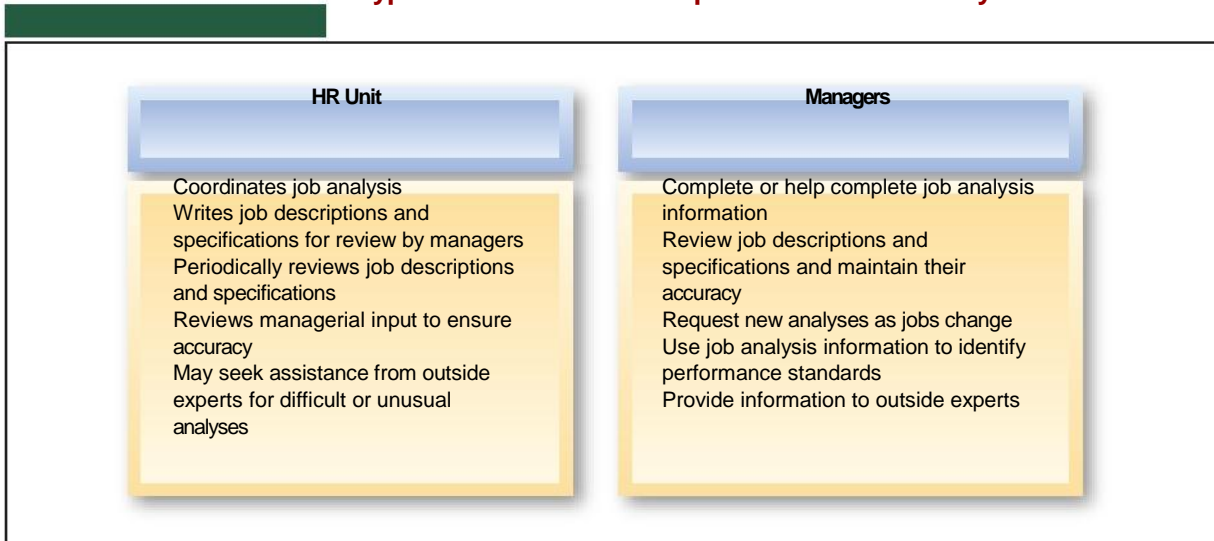 HR Unit
Coordinates job analysis
Writes job descriptions and
specifications for review by managers
Periodically reviews job descriptions
and specifications
Reviews managerial input to ensure
accuracy
May seek assistance from outside
experts for difficult or unusual
analyses
Managers
Complete or help complete job analysis
information
Review job descriptions and
specifications and maintain their
accuracy
Request new analyses as jobs change
Use job analysis information to identify
performance standards
Provide information to outside experts